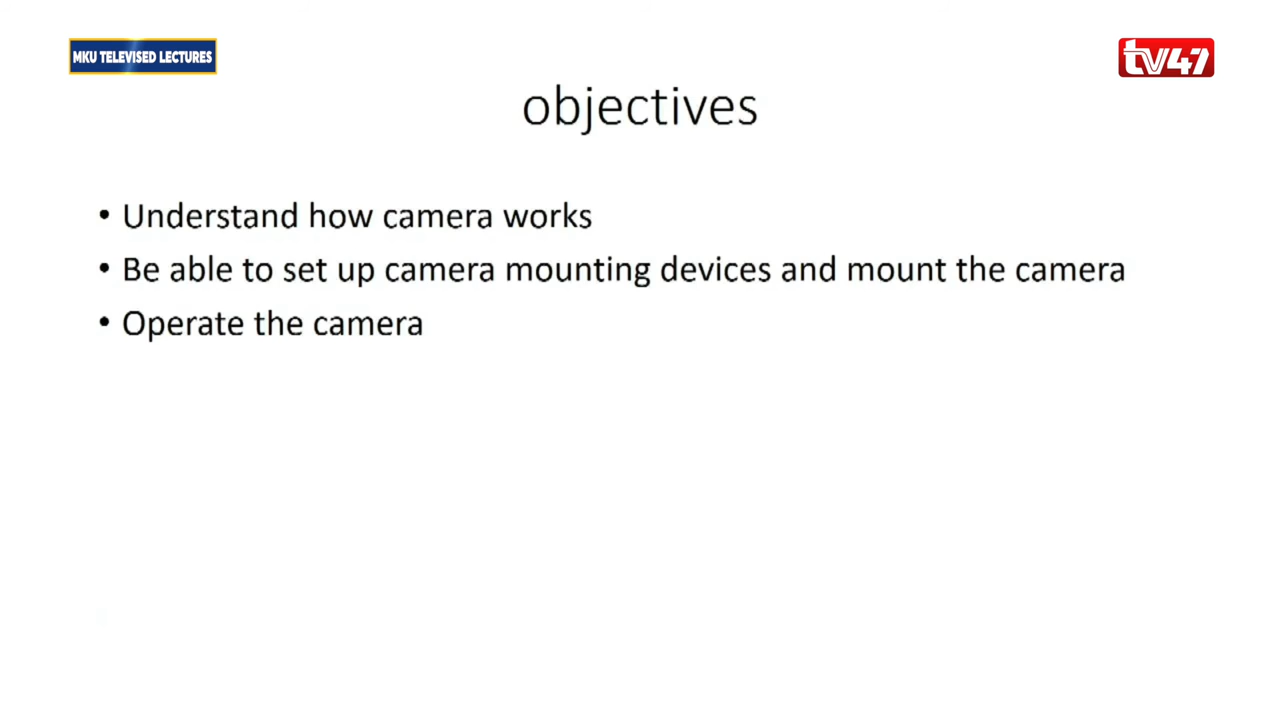 MKU TELEVISED LECTURES
tv47
objectives
• Understand how camera works
• Be able to set up camera mounting devices and mount the camera
• Operate the camera